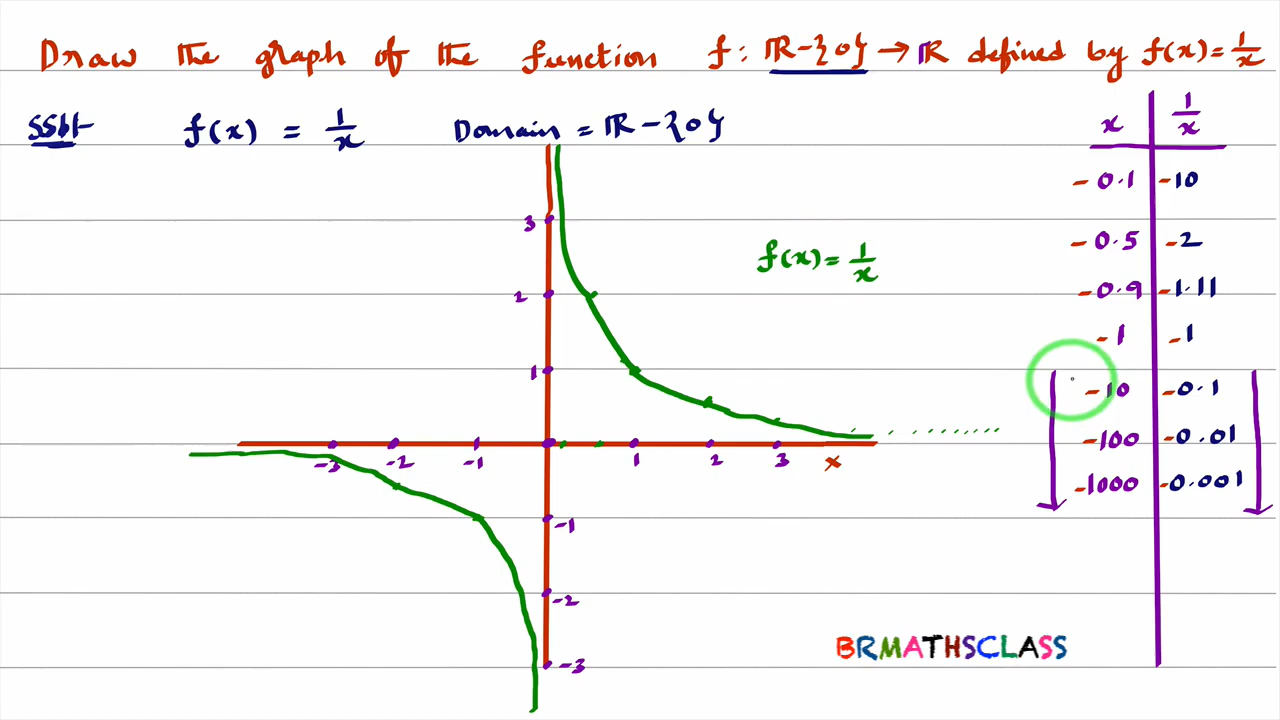 Draw the graph of the function f : ℝ-{0} → ℝ defined by f(x) = 1/x
f(x) = 1/x Domain = ℝ-{0}
x 1/x
-0.1 -10
-0.5 -2
-0.9 -1.11
-1 -1
-10 -0.1
-100 -0.01
-1000 -0.001
3
2
1
f(x) = 1/x
-3 -2 -1 1 2 3 x
-1
-2
-3
BRMATHSCLASS